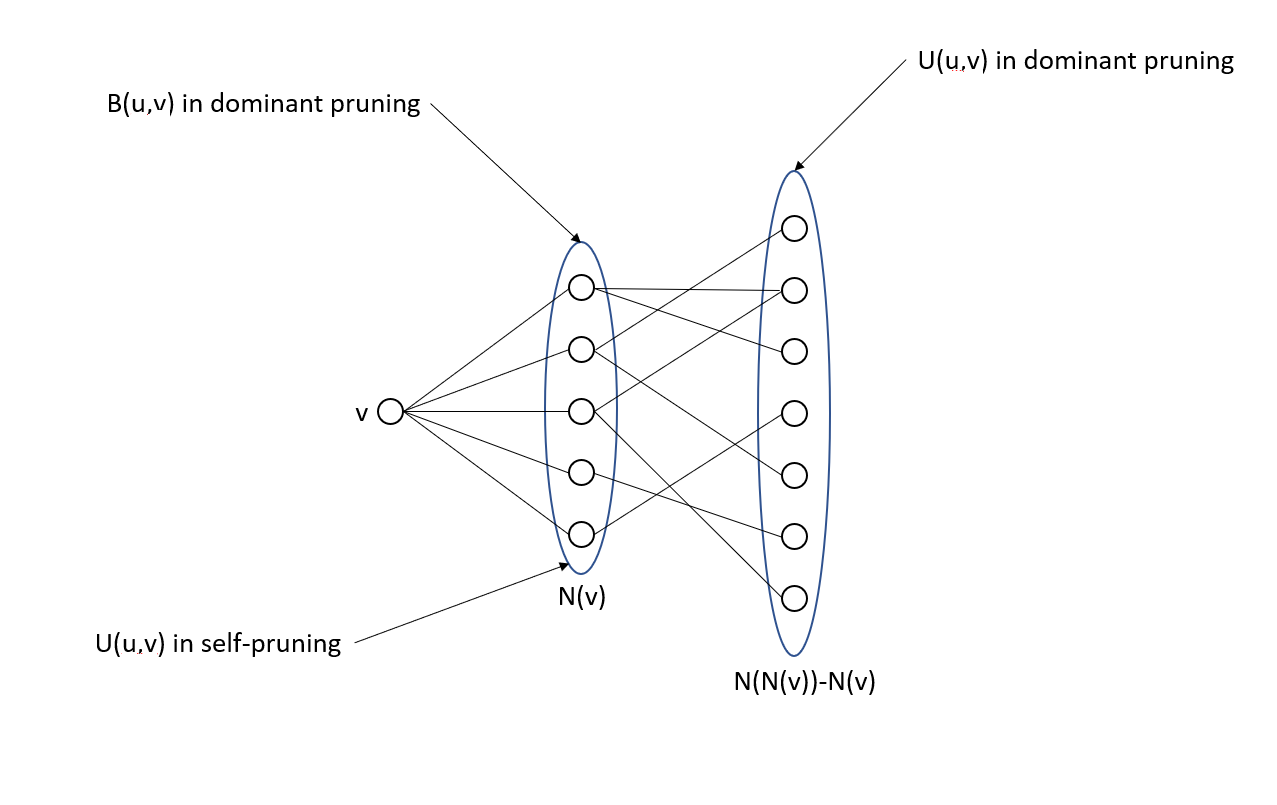 U(u,v) in dominant pruning
B(u,v) in dominant pruning
v
N(v)
U(u,v) in self-pruning
N(N(v))-N(v)